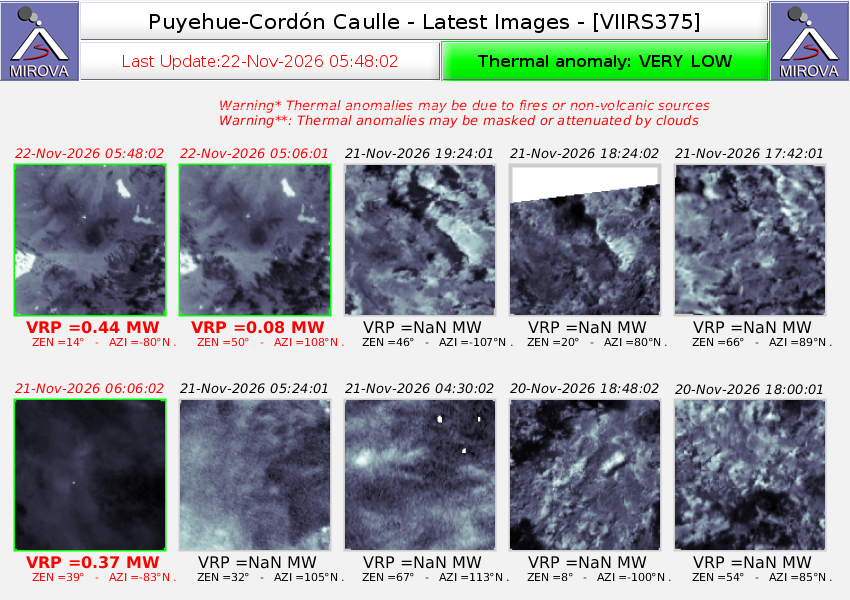 Puyehue-Cordón Caulle - Latest Images - [VIIRS375]
MIROVA
Last Update:22-Nov-2026 05:48:02
Thermal anomaly: VERY LOW
MIROVA
Warning* Thermal anomalies may be due to fires or non-volcanic sources
Warning**: Thermal anomalies may be masked or attenuated by clouds
22-Nov-2026 05:48:02 22-Nov-2026 05:06:01 21-Nov-2026 19:24:01 21-Nov-2026 18:24:02 21-Nov-2026 17:42:01
VRP =0.44 MW VRP =0.08 MW VRP =NaN MW VRP =NaN MW VRP =NaN MW
ZEN =14° - AZI =-80°N . ZEN =50° - AZI =108°N . ZEN =46° - AZI =-107°N . ZEN =20° - AZI =80°N . ZEN =66° - AZI =89°N .
21-Nov-2026 06:06:02 21-Nov-2026 05:24:01 21-Nov-2026 04:30:02 20-Nov-2026 18:48:02 20-Nov-2026 18:00:01
VRP =0.37 MW VRP =NaN MW VRP =NaN MW VRP =NaN MW VRP =NaN MW
ZEN =39° - AZI =-83°N . ZEN =32° - AZI =105°N . ZEN =67° - AZI =113°N . ZEN =8° - AZI =-100°N . ZEN =54° - AZI =85°N .